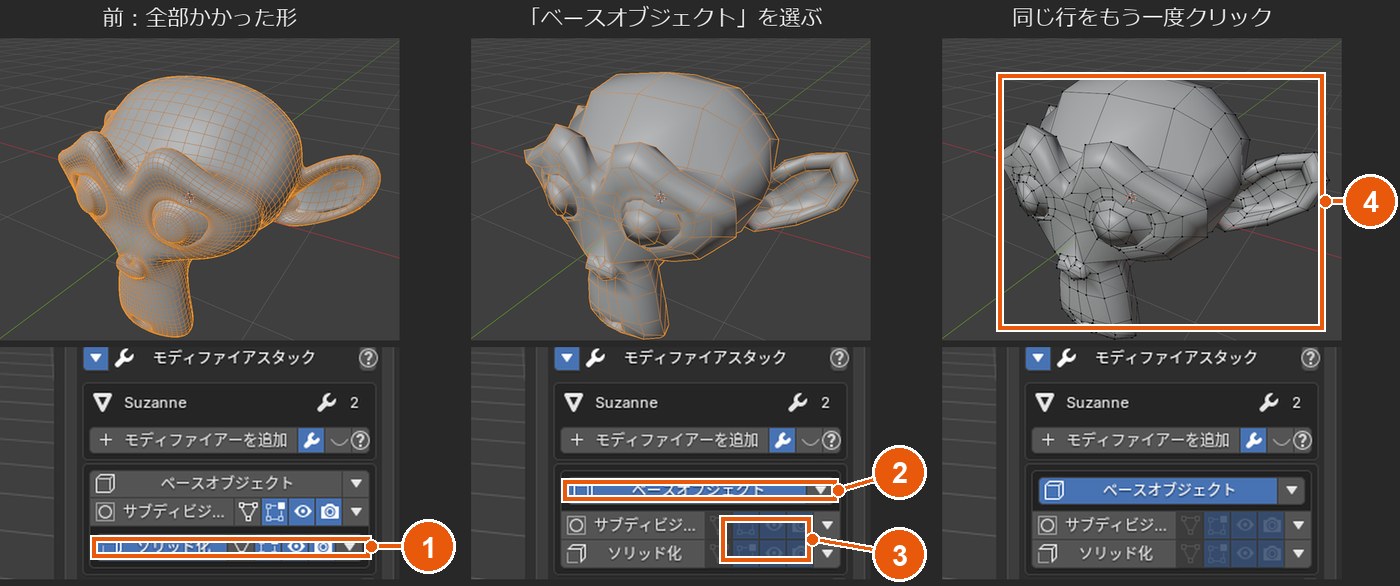 前：全部かかった形
「ベースオブジェクト」を選ぶ
同じ行をもう一度クリック
4
モディファイアスタック ?
Suzanne 2
モディファイアーを追加 ?
ベースオブジェクト
サブディビジ...
ソリッド化
1
モディファイアスタック ?
Suzanne 2
モディファイアーを追加 ?
ベースオブジェクト
2
サブディビジ...
ソリッド化
3
モディファイアスタック ?
Suzanne 2
モディファイアーを追加 ?
ベースオブジェクト
サブディビジ...
ソリッド化